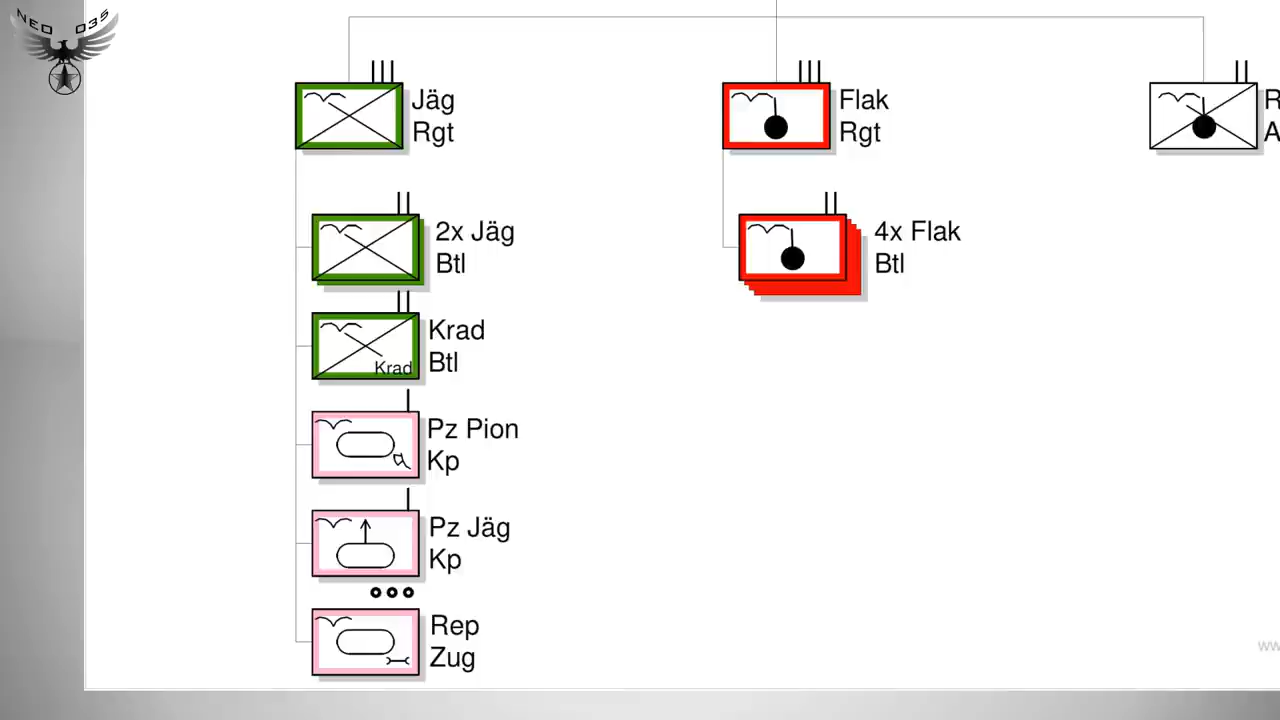 NEO 035
Jäg
Rgt
Flak
Rgt
R
A
2x Jäg
Btl
4x Flak
Btl
Krad
Btl
Krad
Pz Pion
Kp
Pz Jäg
Kp
Rep
Zug
ww